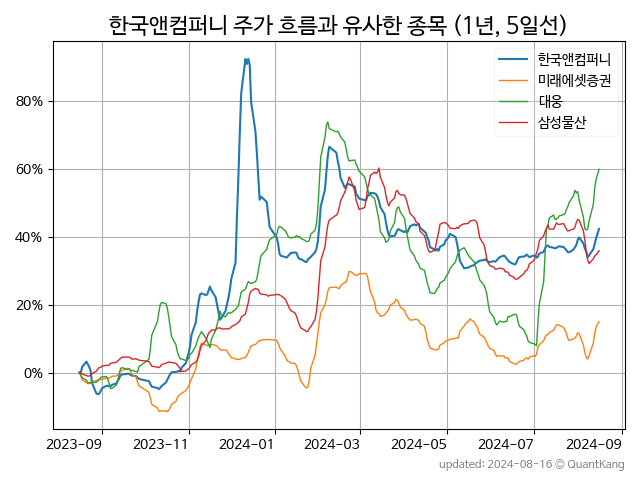 한국앤컴퍼니 주가 흐름과 유사한 종목 (1년, 5일선)
한국앤컴퍼니
미래에셋증권
대웅
삼성물산
80%
60%
40%
20%
0%
2023-09 2023-11 2024-01 2024-03 2024-05 2024-07 2024-09
updated: 2024-08-16 © QuantKang